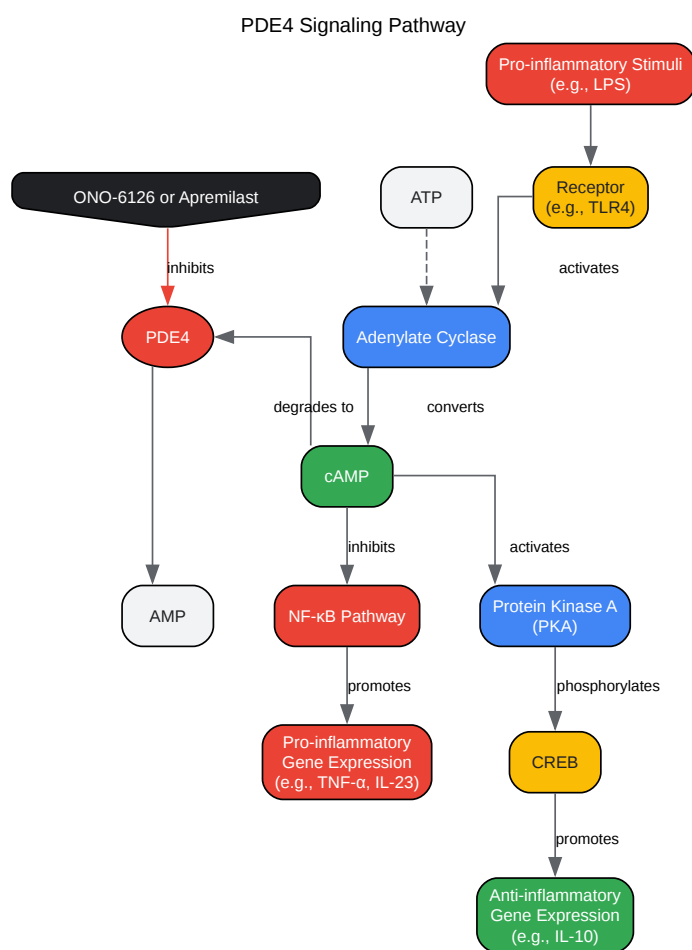 PDE4 Signaling Pathway
Pro-inflammatory Stimuli
(e.g., LPS)
ONO-6126 or Apremilast
ATP
Receptor
(e.g., TLR4)
inhibits
activates
PDE4
Adenylate Cyclase
degrades to
converts
cAMP
inhibits
activates
AMP
NF-κB Pathway
Protein Kinase A
(PKA)
promotes
phosphorylates
Pro-inflammatory
Gene Expression
(e.g., TNF-α, IL-23)
CREB
promotes
Anti-inflammatory
Gene Expression
(e.g., IL-10)